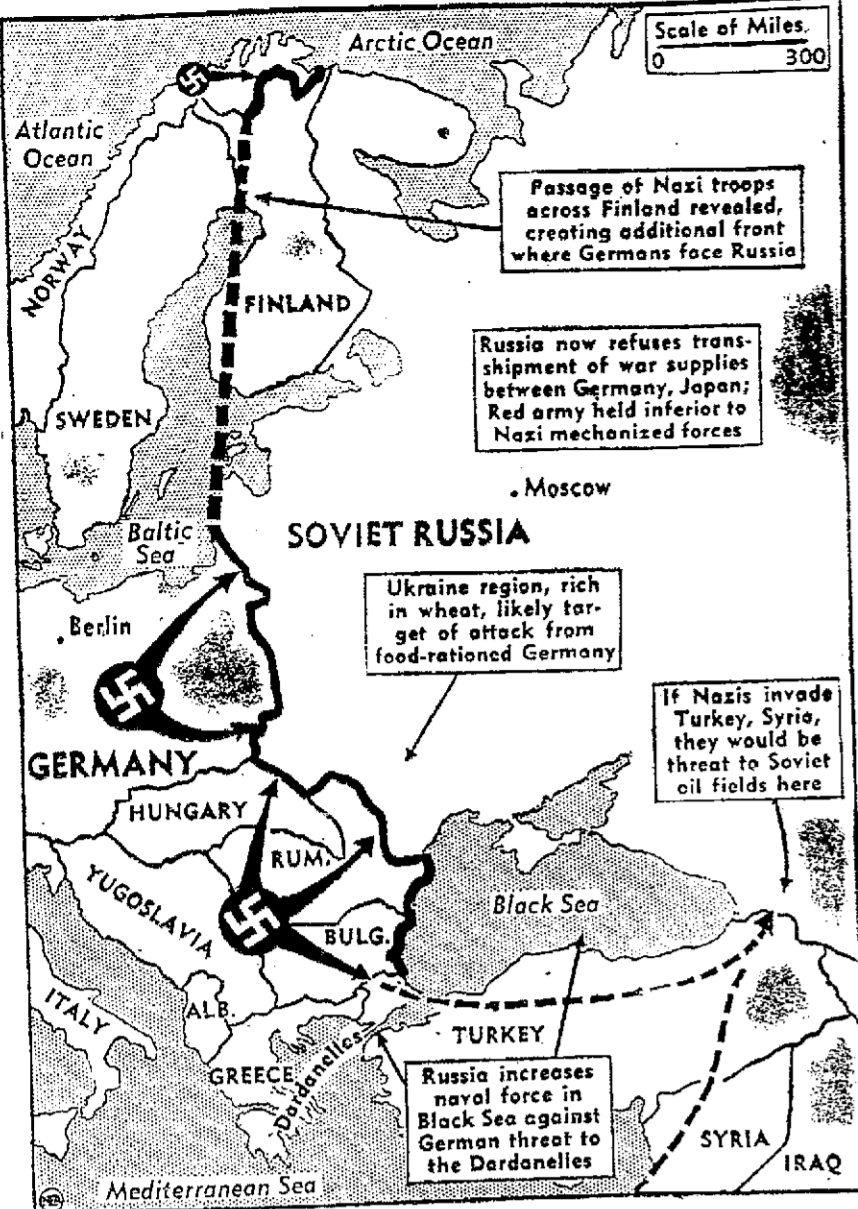 Arctic Ocean
Scale of Miles.
0 300
Atlantic
Ocean
Passage of Nazi troops
across Finland revealed,
creating additional front
where Germans face Russia
NORWAY
FINLAND
Russia now refuses trans-
shipment of war supplies
between Germany, Japan;
Red army held inferior to
Nazi mechanized forces
SWEDEN
Moscow
Baltic
Sea
SOVIET RUSSIA
Ukraine region, rich
in wheat, likely tar-
get of attack from
food-rationed Germany
Berlin
If Nazis invade
Turkey, Syria,
they would be
threat to Soviet
oil fields here
GERMANY
HUNGARY
RUM.
YUGOSLAVIA
Black Sea
BULG.
ITALY
ALB.
TURKEY
GREECE
Dardanelles
Russia increases
naval force in
Black Sea against
German threat to
the Dardanelles
SYRIA
IRAQ
Mediterranean Sea
NEA